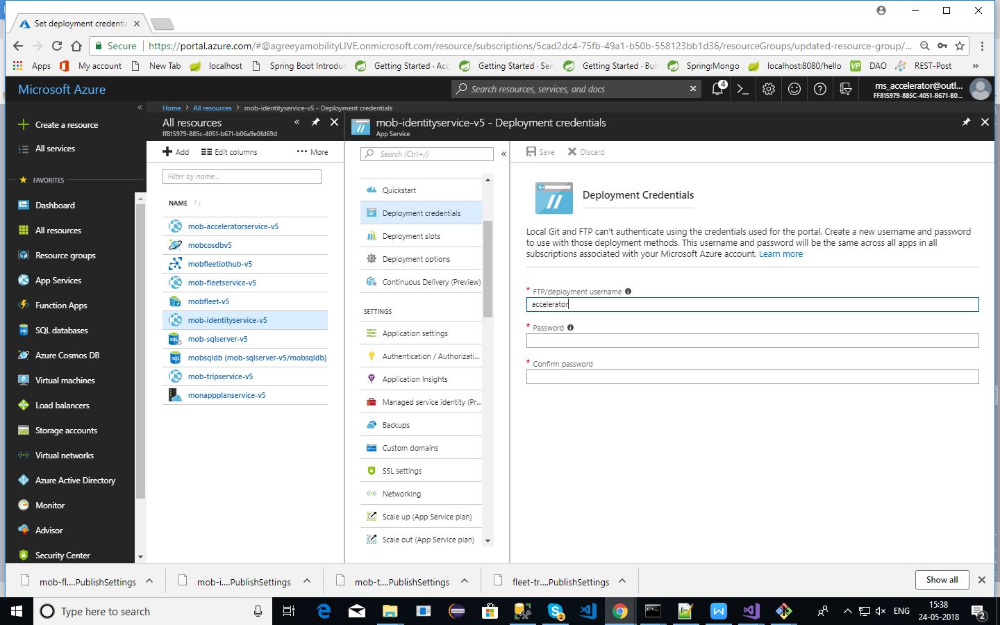 Set deployment credentia
Secure
https://portal.azure.com/#@agreeyamobilityLIVE.onmicrosoft.com/resource/subscriptions/5cad2dc4-75fb-49a1-b50b-558123bb1d36/resourceGroups/updated-resource-group/...
Apps
My account
New Tab
localhost
Spring Boot Introduc
Getting Started · Acc
Getting Started · Ser
Getting Started · Bui
Spring:Mongo
localhost:8080/hello
VP
DAO
REST-Post
»
Microsoft Azure
Search resources, services, and docs
4
ms_accelerator@outl...
FF815979-885C-4051-B671-B0...
Home > All resources > mob-identityservice-v5 - Deployment credentials
Create a resource
All services
FAVORITES
Dashboard
All resources
Resource groups
App Services
Function Apps
SQL databases
Azure Cosmos DB
Virtual machines
Load balancers
Storage accounts
Virtual networks
Azure Active Directory
Monitor
Advisor
Security Center
All resources
ff815979-885c-4051-b671-b06a9e0fd69d
Add
Edit columns
More
Filter by name...
NAME
mob-acceleratorservice-v5
mobcosdbv5
mobfleetiothub-v5
mob-fleetservice-v5
mobfleet-v5
mob-identityservice-v5
mob-sqlserver-v5
mobsqldb (mob-sqlserver-v5/mobsqldb)
mob-tripservice-v5
monappplanservice-v5
mob-identityservice-v5 - Deployment credentials
App Service
Search (Ctrl+/)
Quickstart
Deployment credentials
Deployment slots
Deployment options
Continuous Delivery (Preview)
SETTINGS
Application settings
Authentication / Authorizati...
Application Insights
Managed service identity (Pr...
Backups
Custom domains
SSL settings
Networking
Scale up (App Service plan)
Scale out (App Service plan)
Save
Discard
Deployment Credentials
Local Git and FTP can't authenticate using the credentials used for the portal. Create a new username and password
to use with those deployment methods. This username and password will be the same across all apps in all
subscriptions associated with your Microsoft Azure account. Learn more
* FTP/deployment username
accelerator
* Password
* Confirm password
mob-fl....PublishSettings
mob-i....PublishSettings
mob-t....PublishSettings
fleet-tr....PublishSettings
Show all
Type here to search
2
ENG
15:38
24-05-2018
2